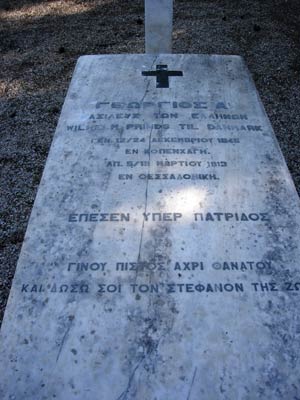 ΓΕΩΡΓΙΟΣ Α'
ΒΑΣΙΛΕΥΣ ΤΩΝ ΕΛΛΗΝΩΝ
WILHELM PRINDS TIL DANMARK
ΓΕΝ. 12/24 ΔΕΚΕΜΒΡΙΟΥ 1845
ΕΝ ΚΟΠΕΝΧΑΓΗ.
ΑΠ. 5/18 ΜΑΡΤΙΟΥ 1913
ΕΝ ΘΕΣΣΑΛΟΝΙΚΗ.
ΕΠΕΣΕΝ ΥΠΕΡ ΠΑΤΡΙΔΟΣ
ΓΙΝΟΥ ΠΙΣΤΟΣ ΑΧΡΙ ΘΑΝΑΤΟΥ
ΚΑΙ ΔΩΣΩ ΣΟΙ ΤΟΝ ΣΤΕΦΑΝΟΝ ΤΗΣ